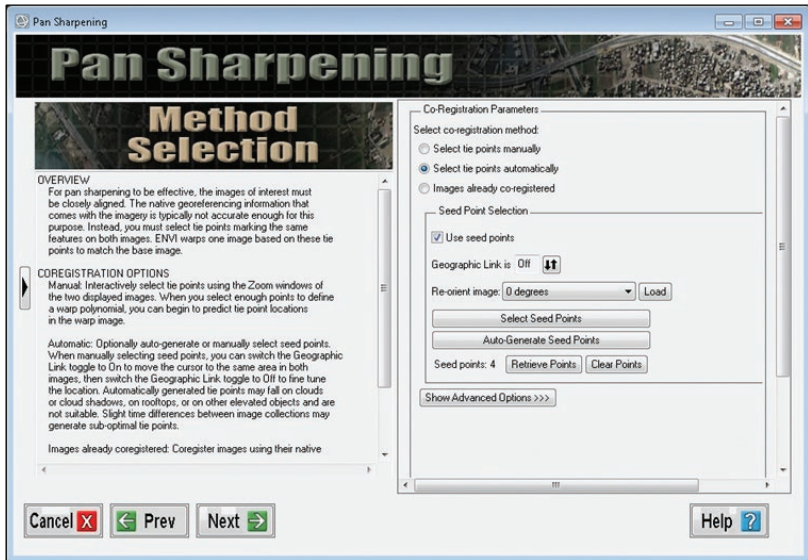 Pan Sharpening
Pan Sharpening
Method
Selection
OVERVIEW
For pan sharpening to be effective, the images of interest must
be closely aligned. The native georeferencing information that
comes with the imagery is typically not accurate enough for this
purpose. Instead, you must select tie points marking the same
features on both images. ENVI warps one image based on these tie
points to match the base image.
COREGISTRATION OPTIONS
Manual: Interactively select tie points using the Zoom windows of
the two displayed images. When you select enough points to define
a warp polynomial, you can begin to predict tie point locations
in the warp image.
Automatic: Optionally auto-generate or manually select seed points.
When manually selecting seed points, you can switch the Geographic
Link toggle to On to move the cursor to the same area in both
images, then switch the Geographic Link toggle to Off to fine tune
the location. Automatically generated tie points may fall on clouds
or cloud shadows, on rooftops, or on other elevated objects and are
not suitable. Slight time differences between image collections may
generate sub-optimal tie points.
Images already coregistered: Coregister images using their native
Co-Registration Parameters
Select co-registration method:
Select tie points manually
Select tie points automatically
Images already co-registered
Seed Point Selection
Use seed points
Geographic Link is Off
Re-orient image: 0 degrees Load
Select Seed Points
Auto-Generate Seed Points
Seed points: 4 Retrieve Points Clear Points
Show Advanced Options >>>
Cancel X Prev Next Help ?